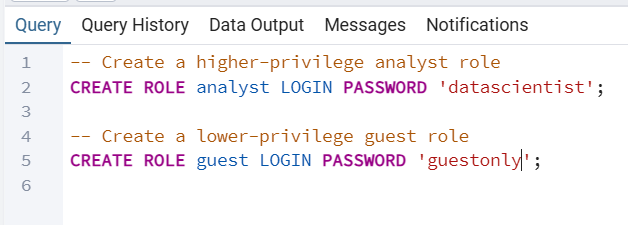 Query Query History Data Output Messages Notifications
1 -- Create a higher-privilege analyst role
2 CREATE ROLE analyst LOGIN PASSWORD 'datascientist';
3
4 -- Create a lower-privilege guest role
5 CREATE ROLE guest LOGIN PASSWORD 'guestonly';
6